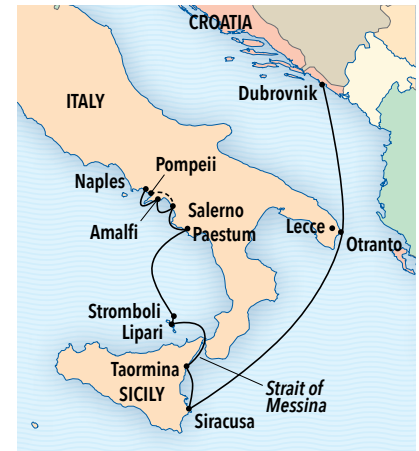 CROATIA
Dubrovnik
ITALY
Pompeii
Naples
Amalfi
Salerno
Paestum
Lecce
Otranto
Stromboli
Lipari
Taormina
SICILY
Strait of
Messina
Siracusa